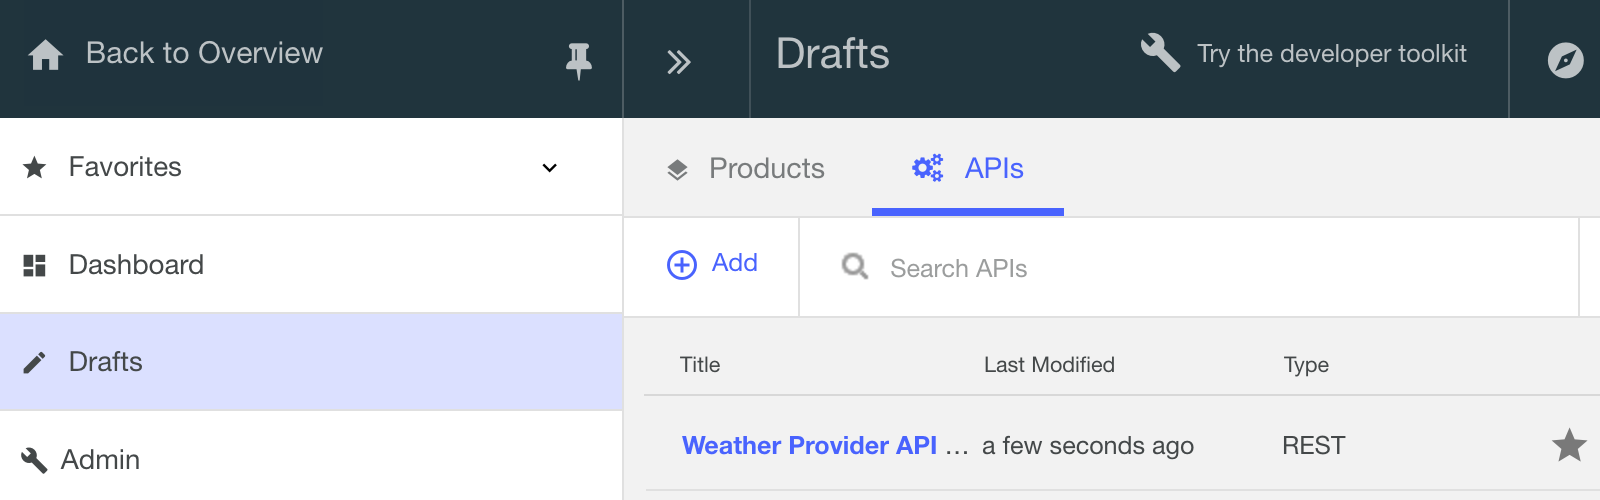 Back to Overview
Drafts
Try the developer toolkit
Favorites
Dashboard
Drafts
Admin
Products
APIs
Add
Search APIs
Title Last Modified Type
Weather Provider API ... a few seconds ago REST